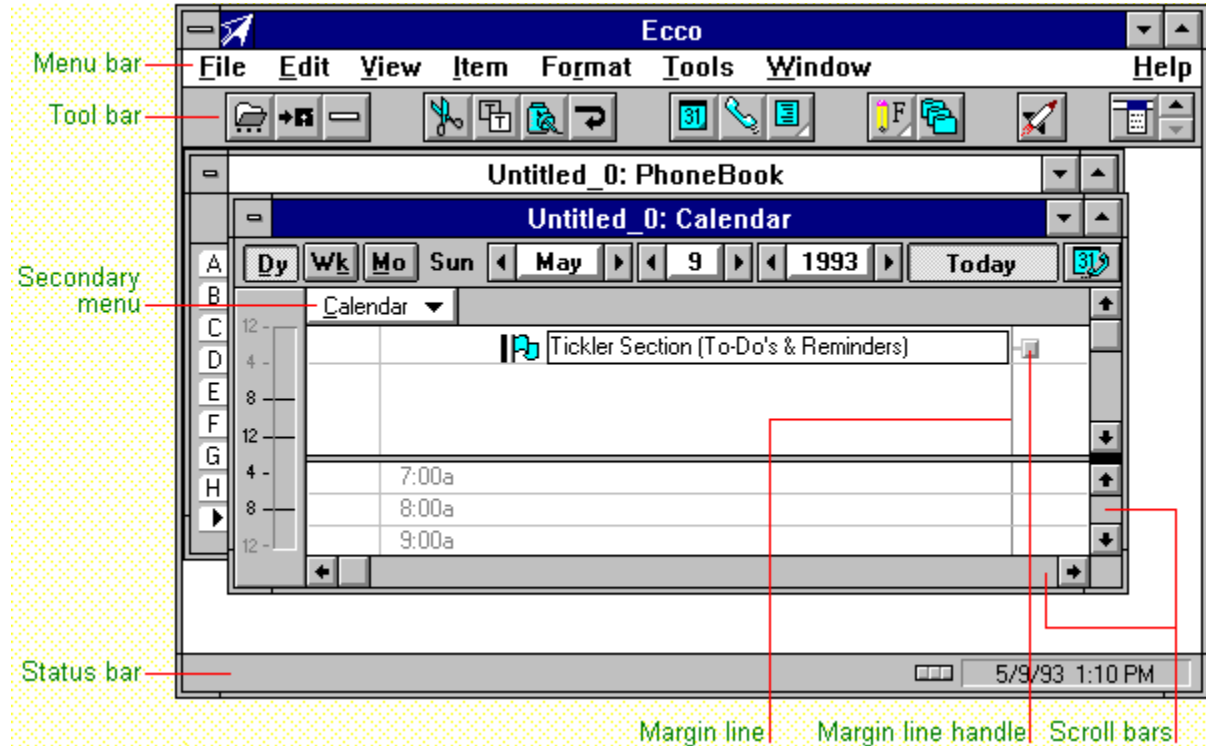 Ecco
Menu bar
File Edit View Item Format Tools Window Help
Tool bar
31 F
Untitled_0: PhoneBook
Untitled_0: Calendar
Dy Wk Mo Sun May 9 1993 Today 31
Secondary menu
Calendar
A
B
C
D
E
F
G
H
12
4
8
12
4
8
12
Tickler Section (To-Do's & Reminders)
7:00a
8:00a
9:00a
Status bar
5/9/93 1:10 PM
Margin line Margin line handle Scroll bars